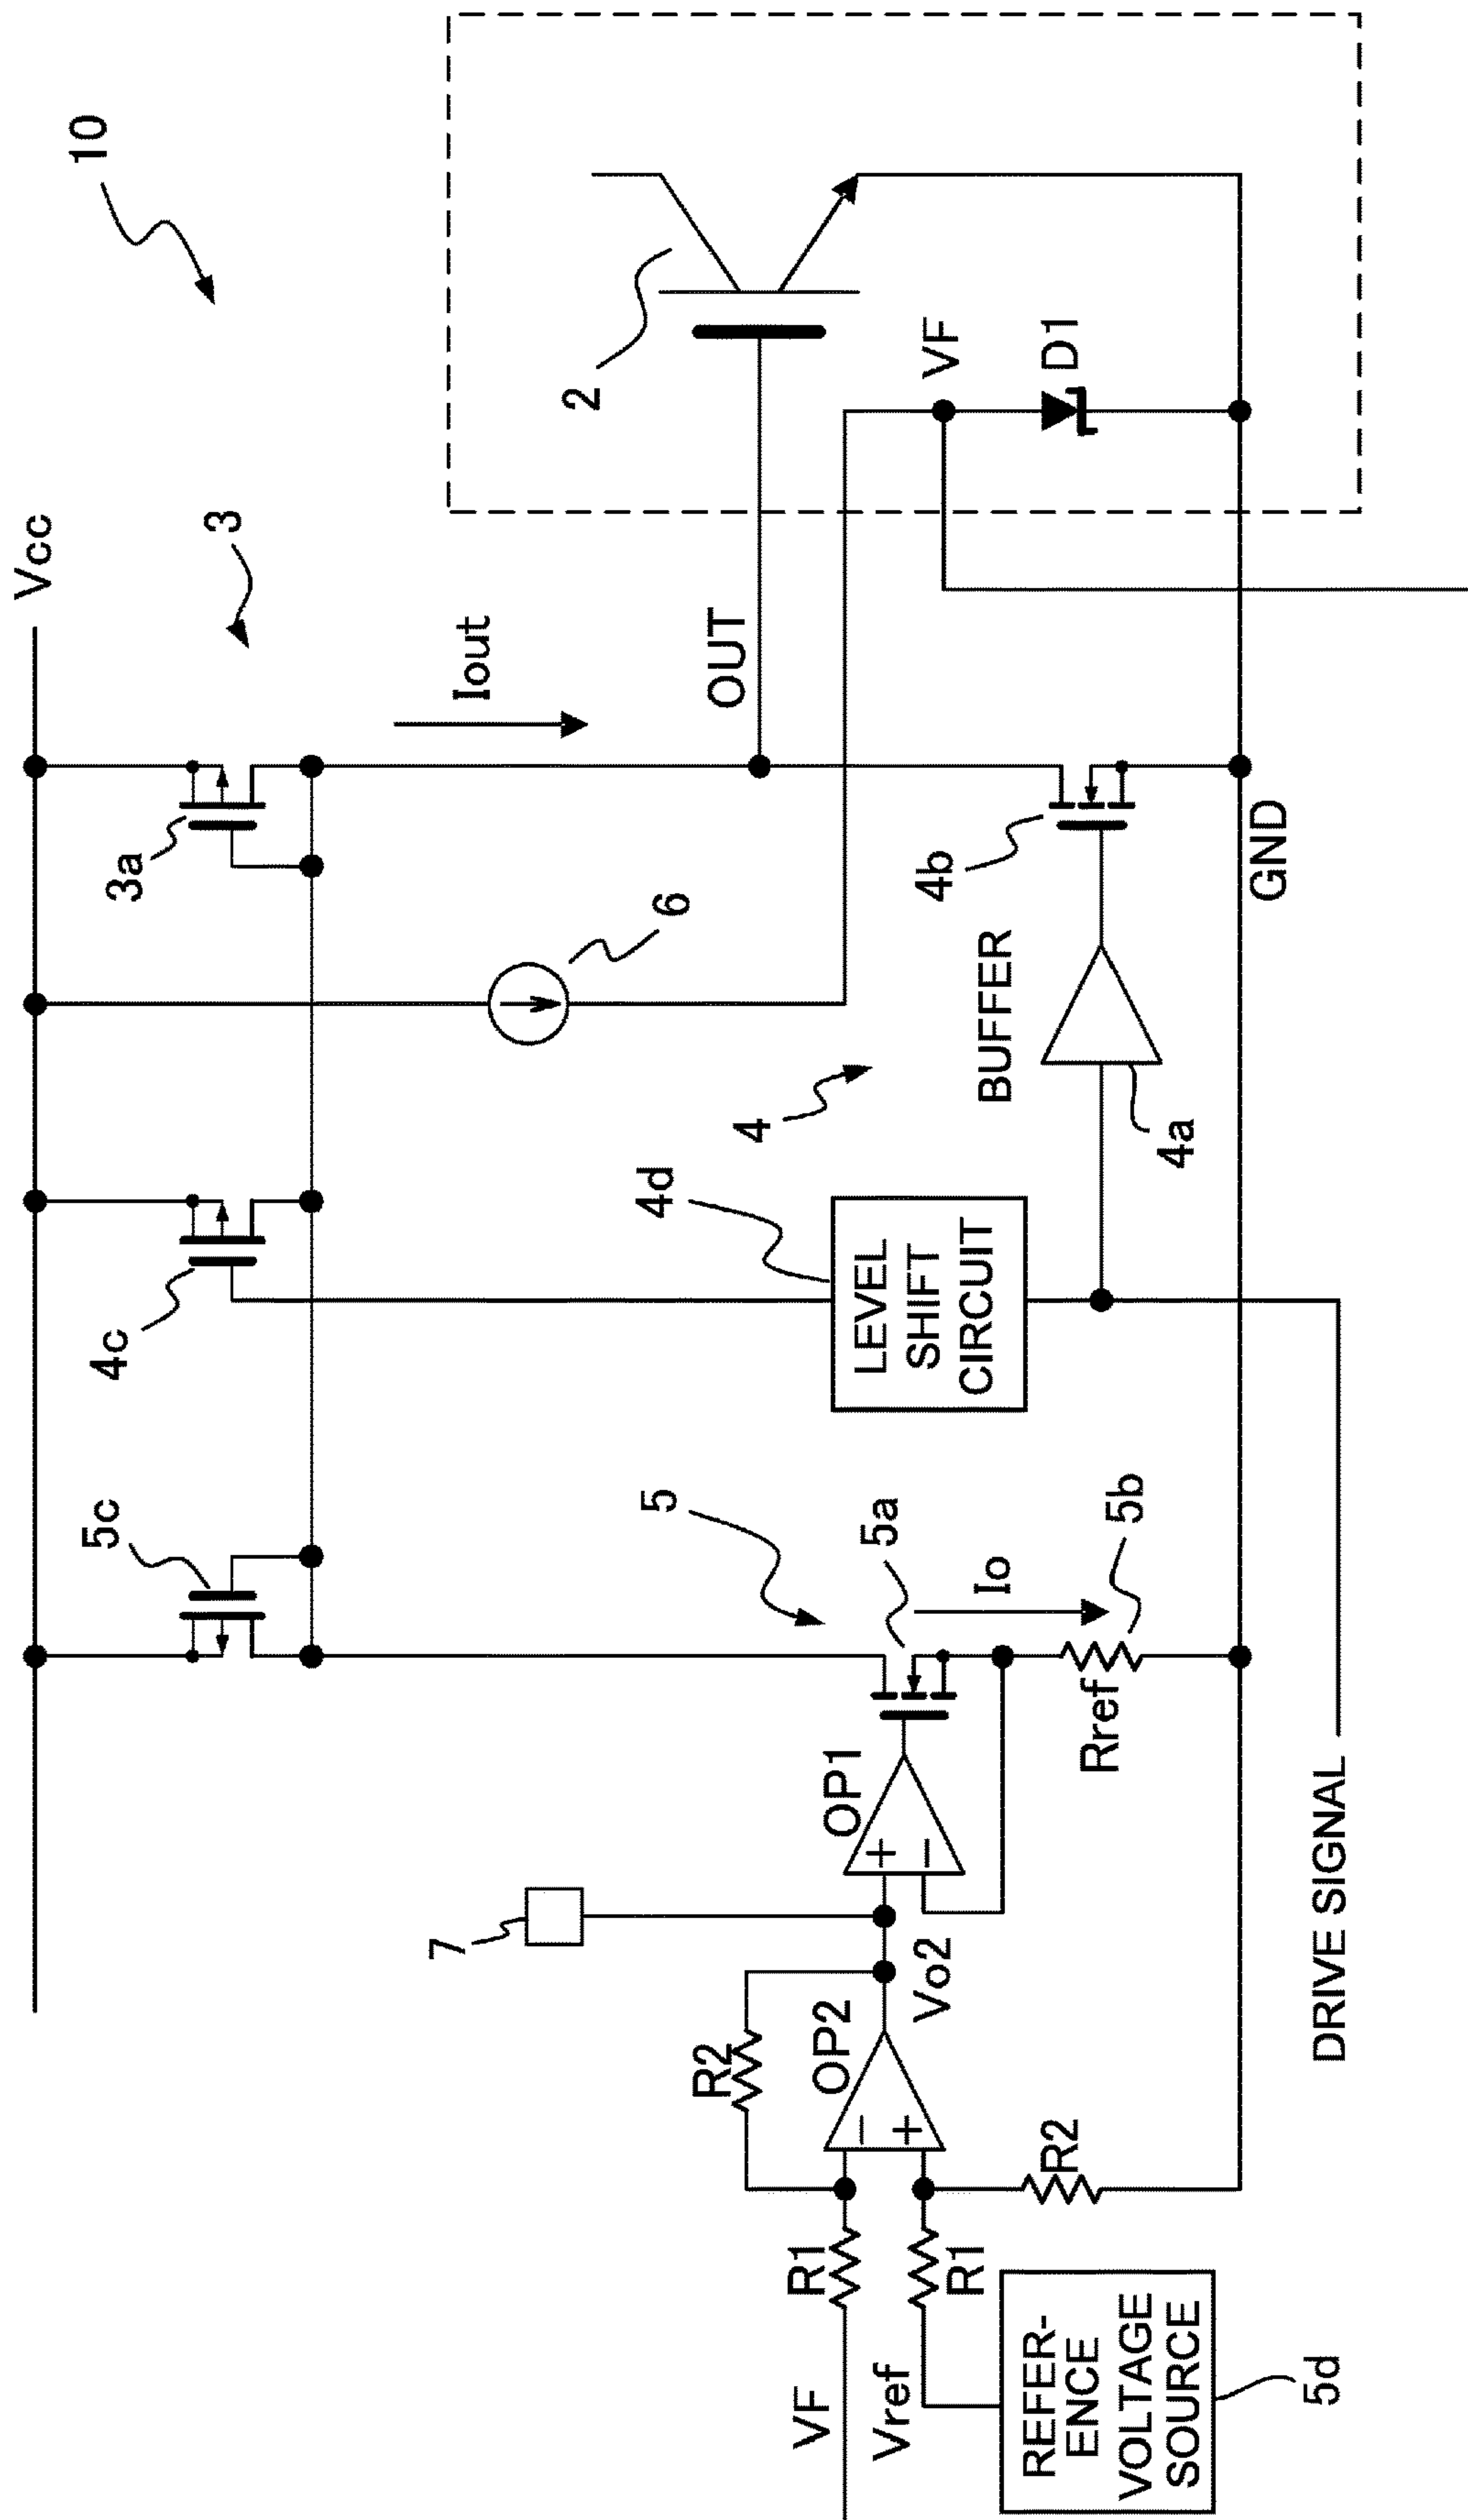 10
Vcc
3
Iout
2
VF
D1
OUT
3a
6
4b
GND
BUFFER
4
4a
4d
LEVEL
SHIFT
CIRCUIT
4c
5c
5
5a
Io
5b
Rref
OP1
7
Vo2
DRIVE SIGNAL
R2
OP2
R2
R1
R1
VF
Vref
REFER-
ENCE
VOLTAGE
SOURCE
5d